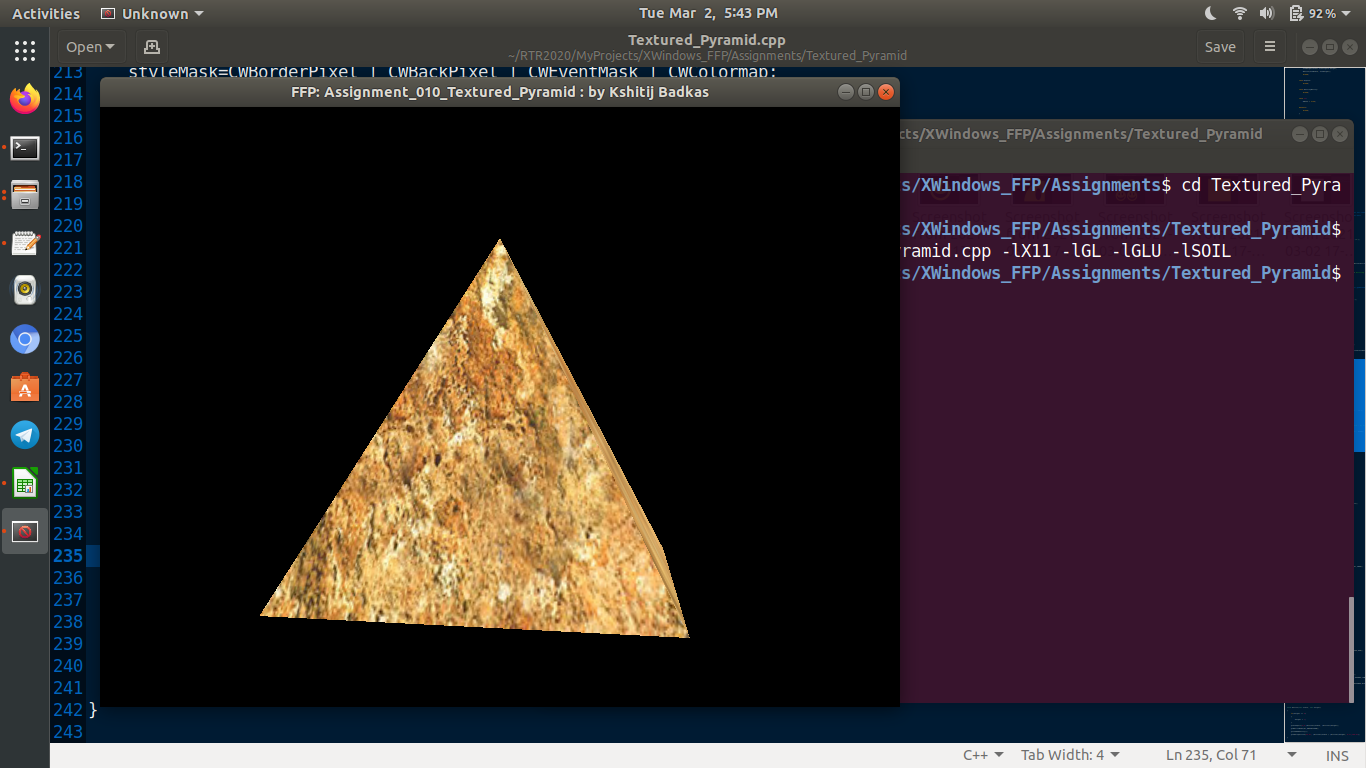 Activities Unknown Tue Mar 2, 5:43 PM 92%
Open Textured_Pyramid.cpp Save
~/RTR2020/MyProjects/XWindows_FFP/Assignments/Textured_Pyramid
213 styleMask=CWBorderPixel | CWBackPixel | CWEventMask | CWColormap;
214
FFP: Assignment_010_Textured_Pyramid : by Kshitij Badkas
215
216
cts/XWindows_FFP/Assignments/Textured_Pyramid
217
218
s/XWindows_FFP/Assignments$ cd Textured_Pyra
219
220
s/XWindows_FFP/Assignments/Textured_Pyramid$
221
yramid.cpp -lX11 -lGL -lGLU -lSOIL
222
s/XWindows_FFP/Assignments/Textured_Pyramid$
223
224
225
226
227
228
229
230
231
232
233
234
235
236
237
238
239
240
241
242 }
243
C++ Tab Width: 4 Ln 235, Col 71 INS